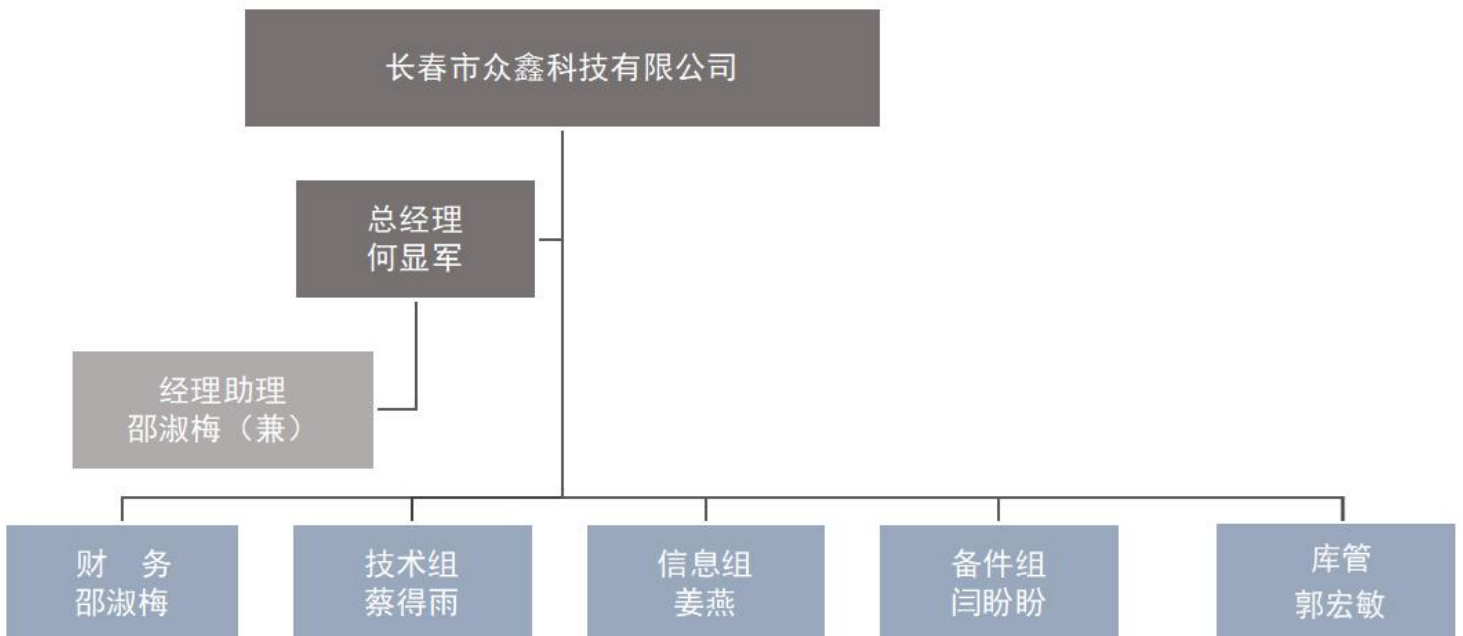 长春市众鑫科技有限公司
总经理
何显军
经理助理
邵淑梅（兼）
财　务
邵淑梅
技术组
蔡得雨
信息组
姜燕
备件组
闫盼盼
库管
郭宏敏